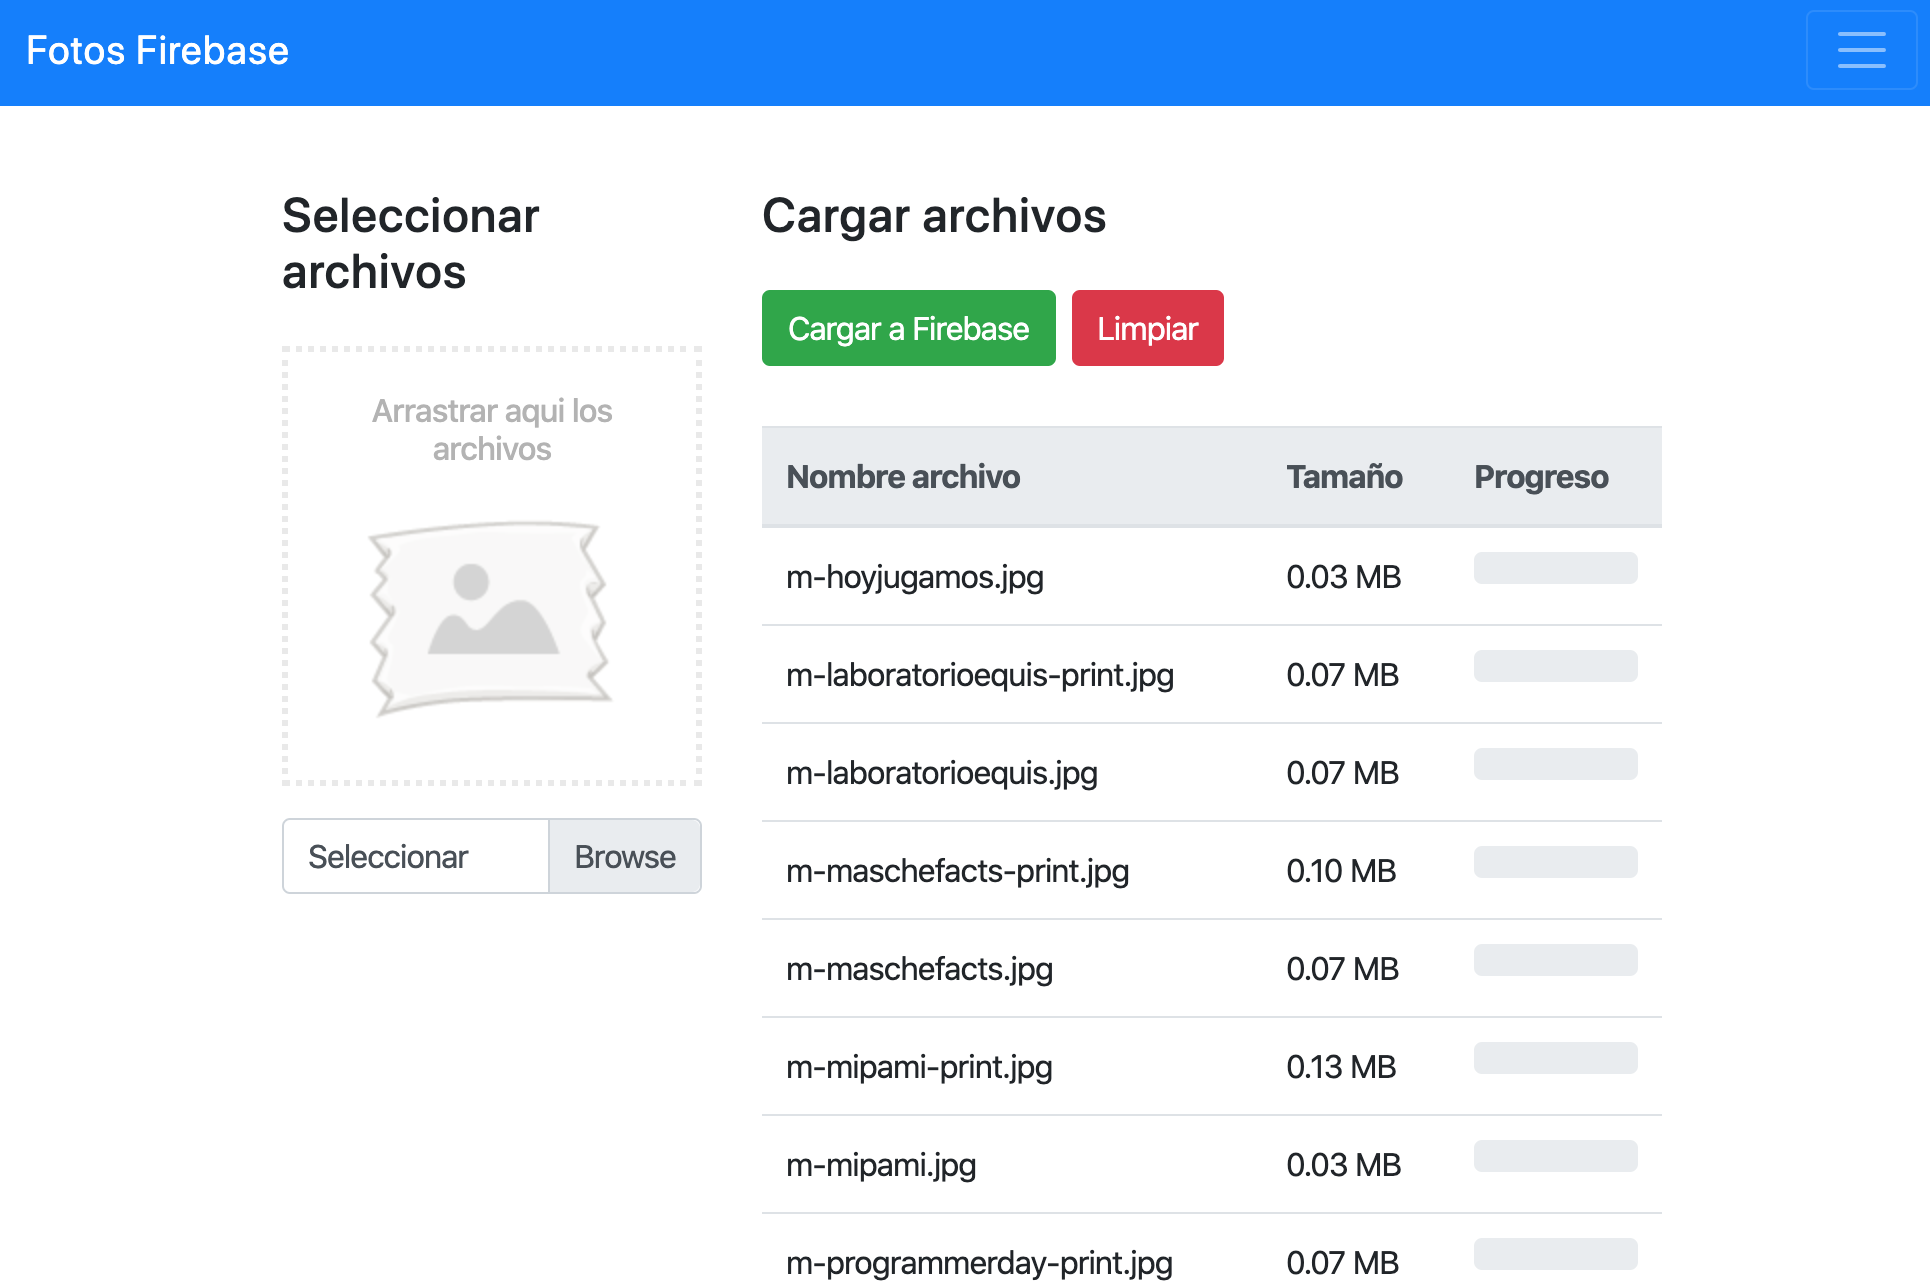 Fotos Firebase
Seleccionar
archivos
Arrastrar aqui los
archivos
Seleccionar Browse
Cargar archivos
Cargar a Firebase Limpiar
Nombre archivo Tamaño Progreso
m-hoyjugamos.jpg 0.03 MB
m-laboratorioequis-print.jpg 0.07 MB
m-laboratorioequis.jpg 0.07 MB
m-maschefacts-print.jpg 0.10 MB
m-maschefacts.jpg 0.07 MB
m-mipami-print.jpg 0.13 MB
m-mipami.jpg 0.03 MB
m-programmerday-print.jpg 0.07 MB